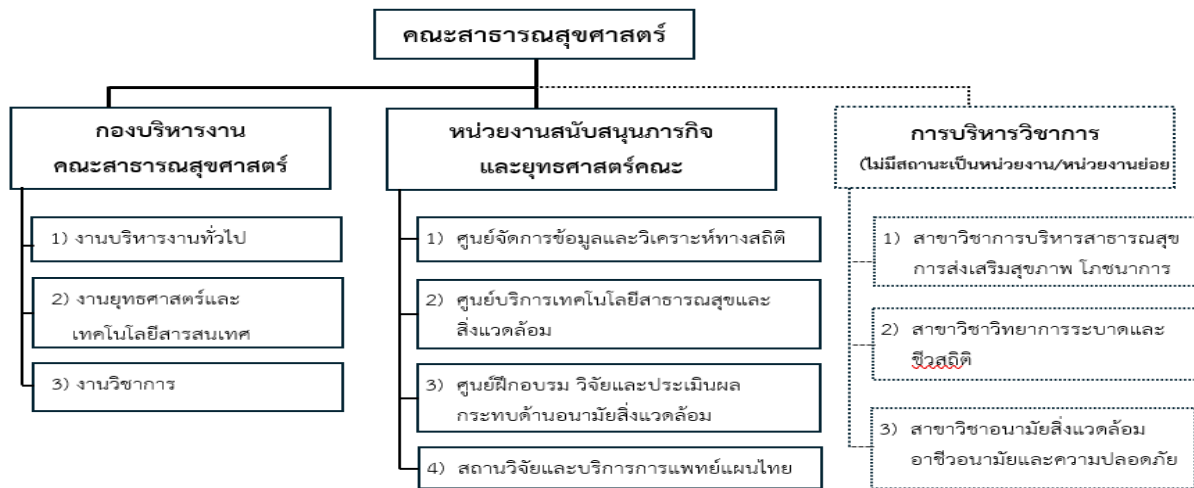 คณะสาธารณสุขศาสตร์
กองบริหารงาน
คณะสาธารณสุขศาสตร์
1) งานบริหารงานทั่วไป
2) งานยุทธศาสตร์และ
เทคโนโลยีสารสนเทศ
3) งานวิชาการ
หน่วยงานสนับสนุนภารกิจ
และยุทธศาสตร์คณะ
1) ศูนย์จัดการข้อมูลและวิเคราะห์ทางสถิติ
2) ศูนย์บริการเทคโนโลยีสาธารณสุขและ
สิ่งแวดล้อม
3) ศูนย์ฝึกอบรม วิจัยและประเมินผล
กระทบด้านอนามัยสิ่งแวดล้อม
4) สถานวิจัยและบริการการแพทย์แผนไทย
การบริหารวิชาการ
(ไม่มีสถานะเป็นหน่วยงาน/หน่วยงานย่อย
1) สาขาวิชาการบริหารสาธารณสุข
การส่งเสริมสุขภาพ โภชนาการ
2) สาขาวิชาวิทยาการระบาดและ
ชีวสถิติ
3) สาขาวิชาอนามัยสิ่งแวดล้อม
อาชีวอนามัยและความปลอดภัย